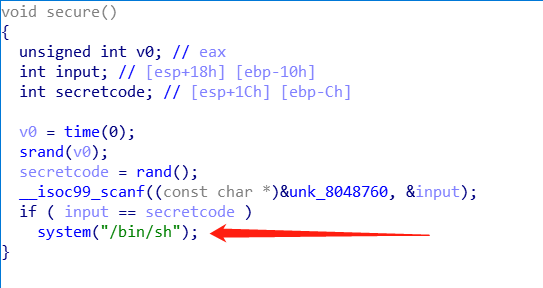 void secure()
{
  unsigned int v0; // eax
  int input; // [esp+18h] [ebp-10h]
  int secretcode; // [esp+1Ch] [ebp-Ch]

  v0 = time(0);
  srand(v0);
  secretcode = rand();
  __isoc99_scanf((const char *)&unk_8048760, &input);
  if ( input == secretcode )
    system("/bin/sh");
}